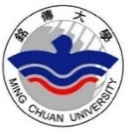 銘傳大學
MING CHUAN UNIVERSITY